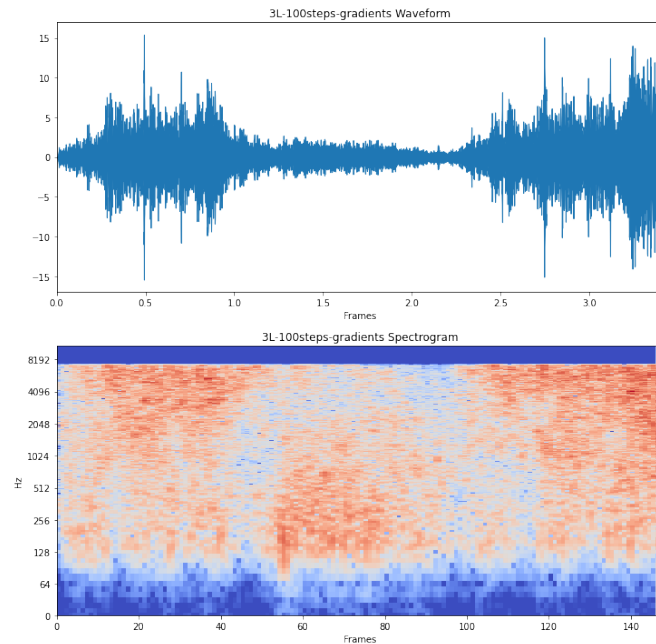 3L-100steps-gradients Waveform
15
10
5
0
−5
−10
−15
0.0 0.5 1.0 1.5 2.0 2.5 3.0
Frames
3L-100steps-gradients Spectrogram
8192
4096
2048
1024
512
256
128
64
0
Hz
0 20 40 60 80 100 120 140
Frames